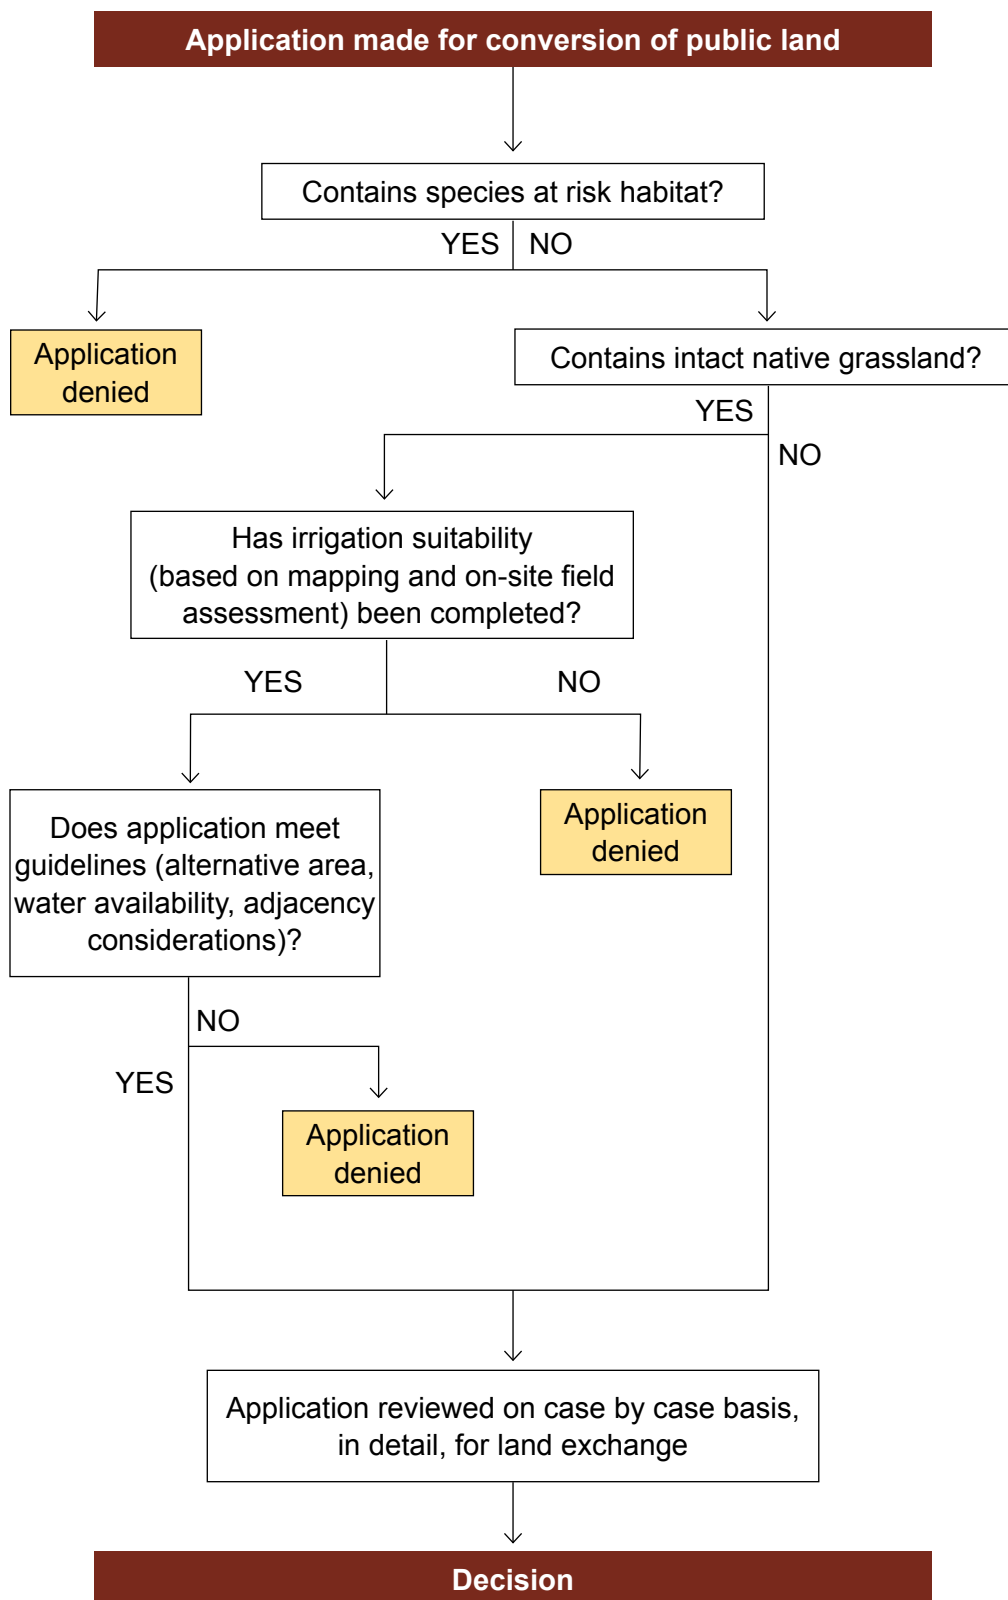 Application made for conversion of public land
Contains species at risk habitat?
YES
NO
Application
denied
Contains intact native grassland?
YES
NO
Has irrigation suitability
(based on mapping and on-site field
assessment) been completed?
YES
NO
Does application meet
guidelines (alternative area,
water availability, adjacency
considerations)?
Application
denied
NO
YES
Application
denied
Application reviewed on case by case basis,
in detail, for land exchange
Decision